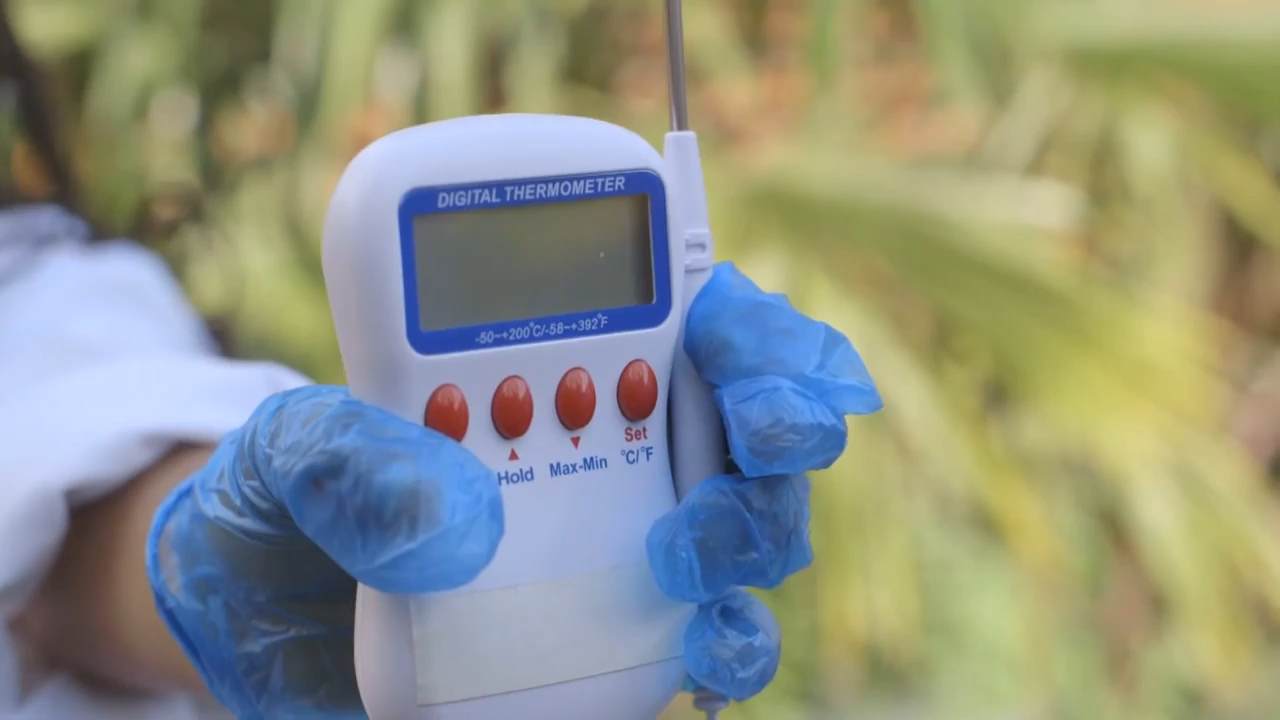 DIGITAL THERMOMETER
-50~+200°C/-58~+392°F
Set
Hold Max-Min °C/°F